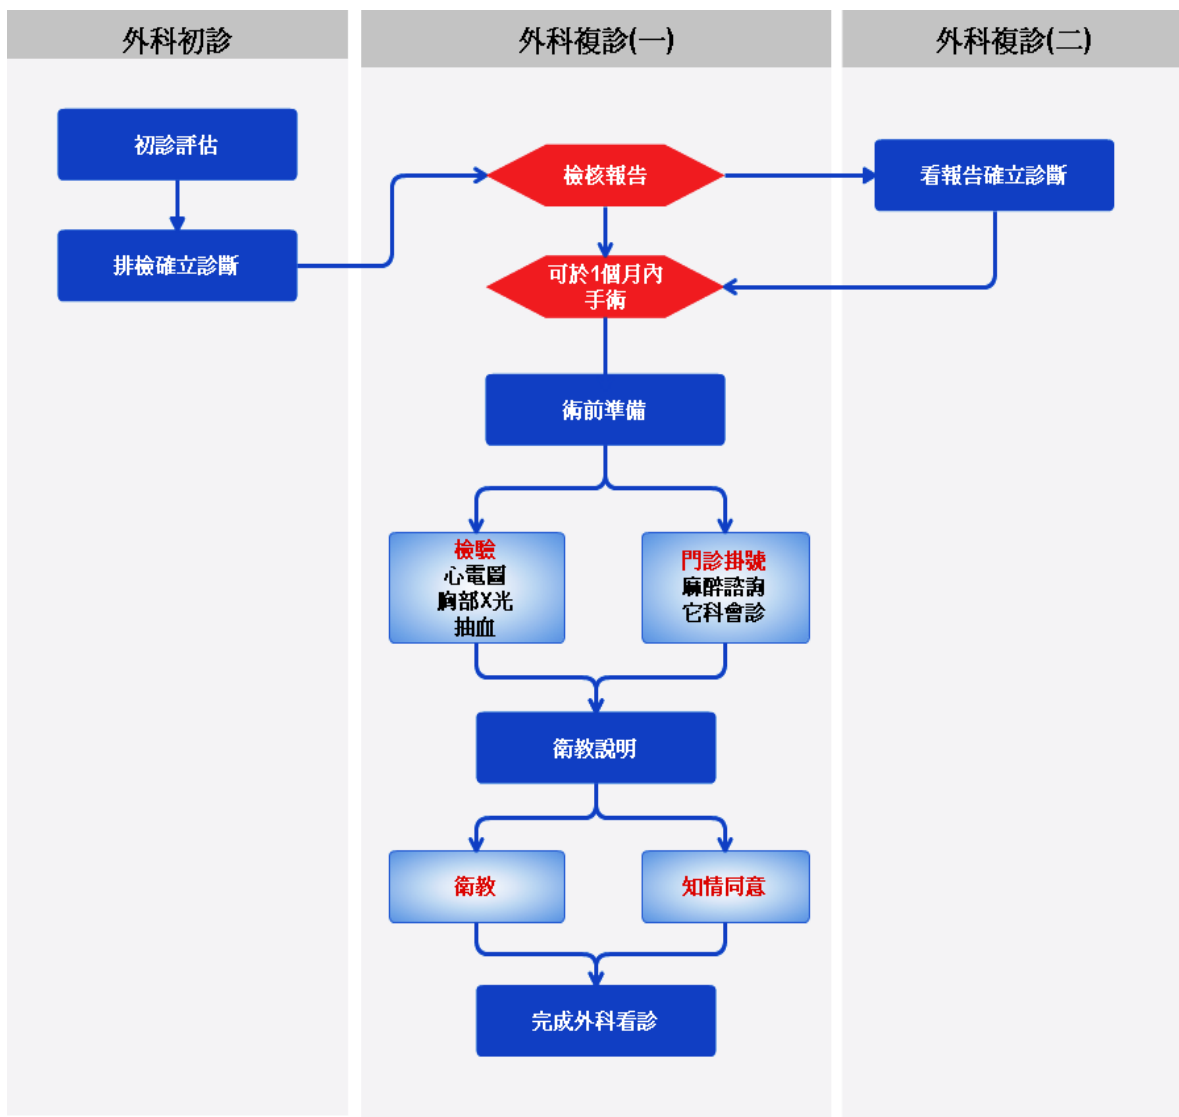 外科初診
外科複診(一)
外科複診(二)
初診評估
排檢確立診斷
檢核報告
看報告確立診斷
可於1個月內
手術
術前準備
檢驗
心電圖
胸部X光
抽血
門診掛號
麻醉諮詢
它科會診
衛教說明
衛教
知情同意
完成外科看診